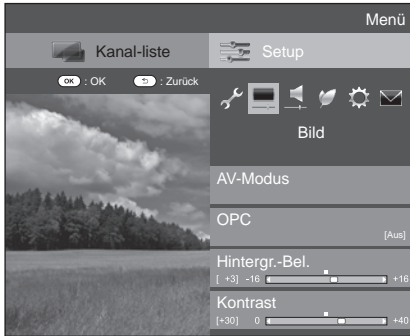 Menü
Kanal-liste
Setup
OK : OK : Zurück
Bild
AV-Modus
OPC
[Aus]
Hintergr.-Bel.
[ +3] -16 +16
Kontrast
[+30] 0 +40